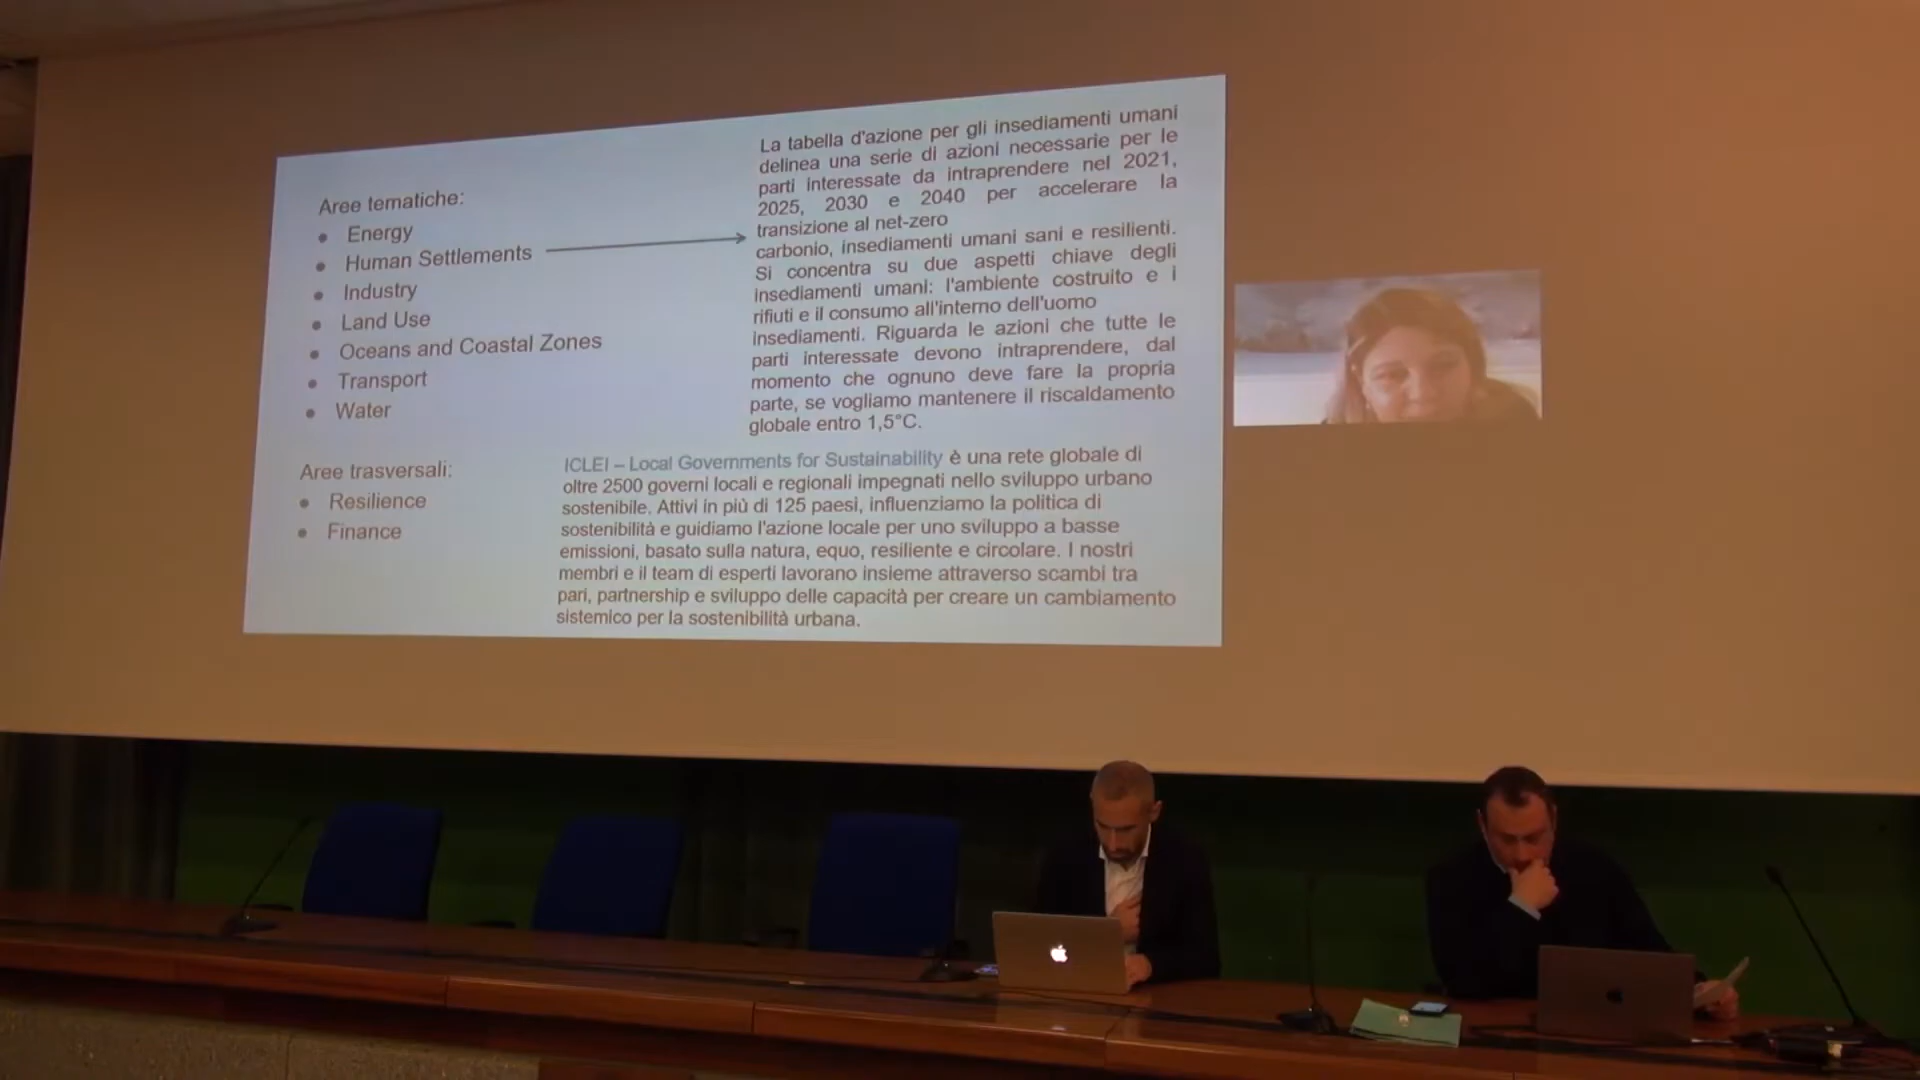 Aree tematiche:
● Energy
● Human Settlements
● Industry
● Land Use
● Oceans and Coastal Zones
● Transport
● Water
La tabella d'azione per gli insediamenti umani
delinea una serie di azioni necessarie per le
parti interessate da intraprendere nel 2021,
2025, 2030 e 2040 per accelerare la
transizione al net-zero
carbonio, insediamenti umani sani e resilienti.
Si concentra su due aspetti chiave degli
insediamenti umani: l'ambiente costruito e i
rifiuti e il consumo all'interno dell'uomo
insediamenti. Riguarda le azioni che tutte le
parti interessate devono intraprendere, dal
momento che ognuno deve fare la propria
parte, se vogliamo mantenere il riscaldamento
globale entro 1,5°C.
Aree trasversali:
● Resilience
● Finance
ICLEI – Local Governments for Sustainability è una rete globale di
oltre 2500 governi locali e regionali impegnati nello sviluppo urbano
sostenibile. Attivi in più di 125 paesi, influenziamo la politica di
sostenibilità e guidiamo l'azione locale per uno sviluppo a basse
emissioni, basato sulla natura, equo, resiliente e circolare. I nostri
membri e il team di esperti lavorano insieme attraverso scambi tra
pari, partnership e sviluppo delle capacità per creare un cambiamento
sistemico per la sostenibilità urbana.